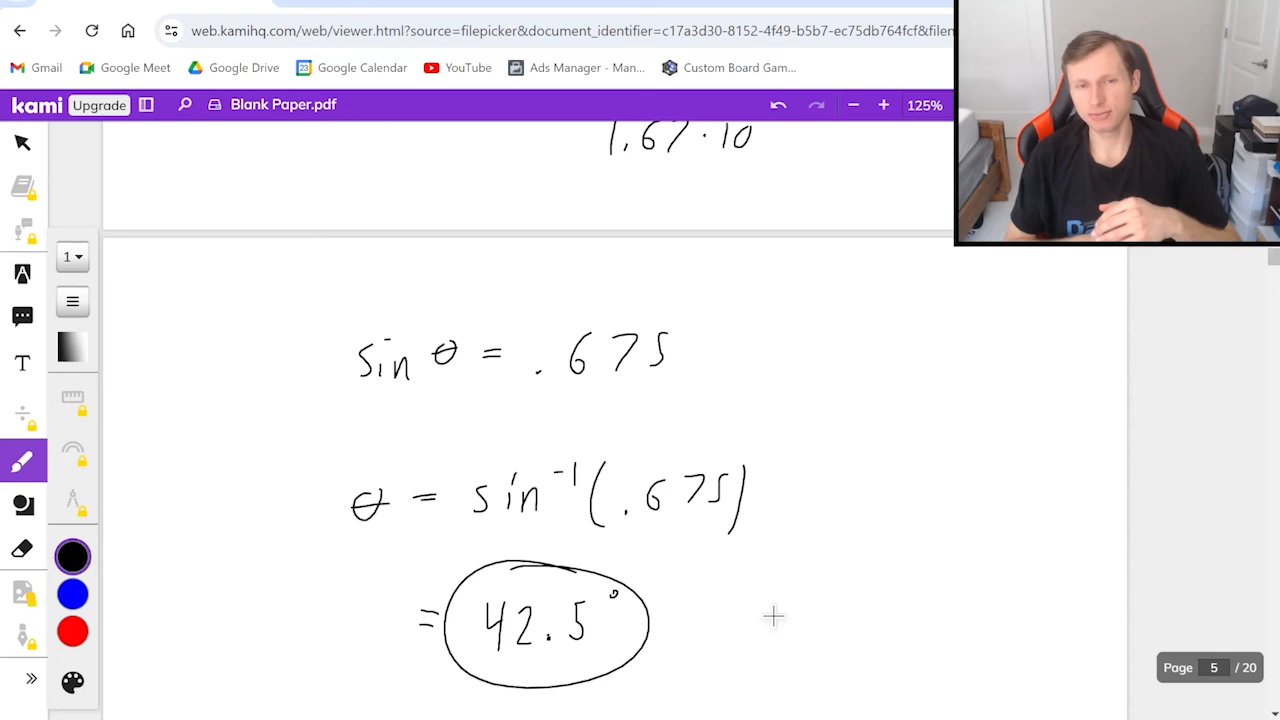 web.kamihq.com/web/viewer.html?source=filepicker&document_identifier=c17a3d30-8152-4f49-b5b7-ec75db764fcf&filen
Gmail Google Meet Google Drive 23 Google Calendar YouTube Ads Manager - Man... Custom Board Gam...
kami Upgrade Blank Paper.pdf 125%
1.67·10
1
sin θ = .675
θ = sin⁻¹(.675)
= 42.5°
Page 5 / 20